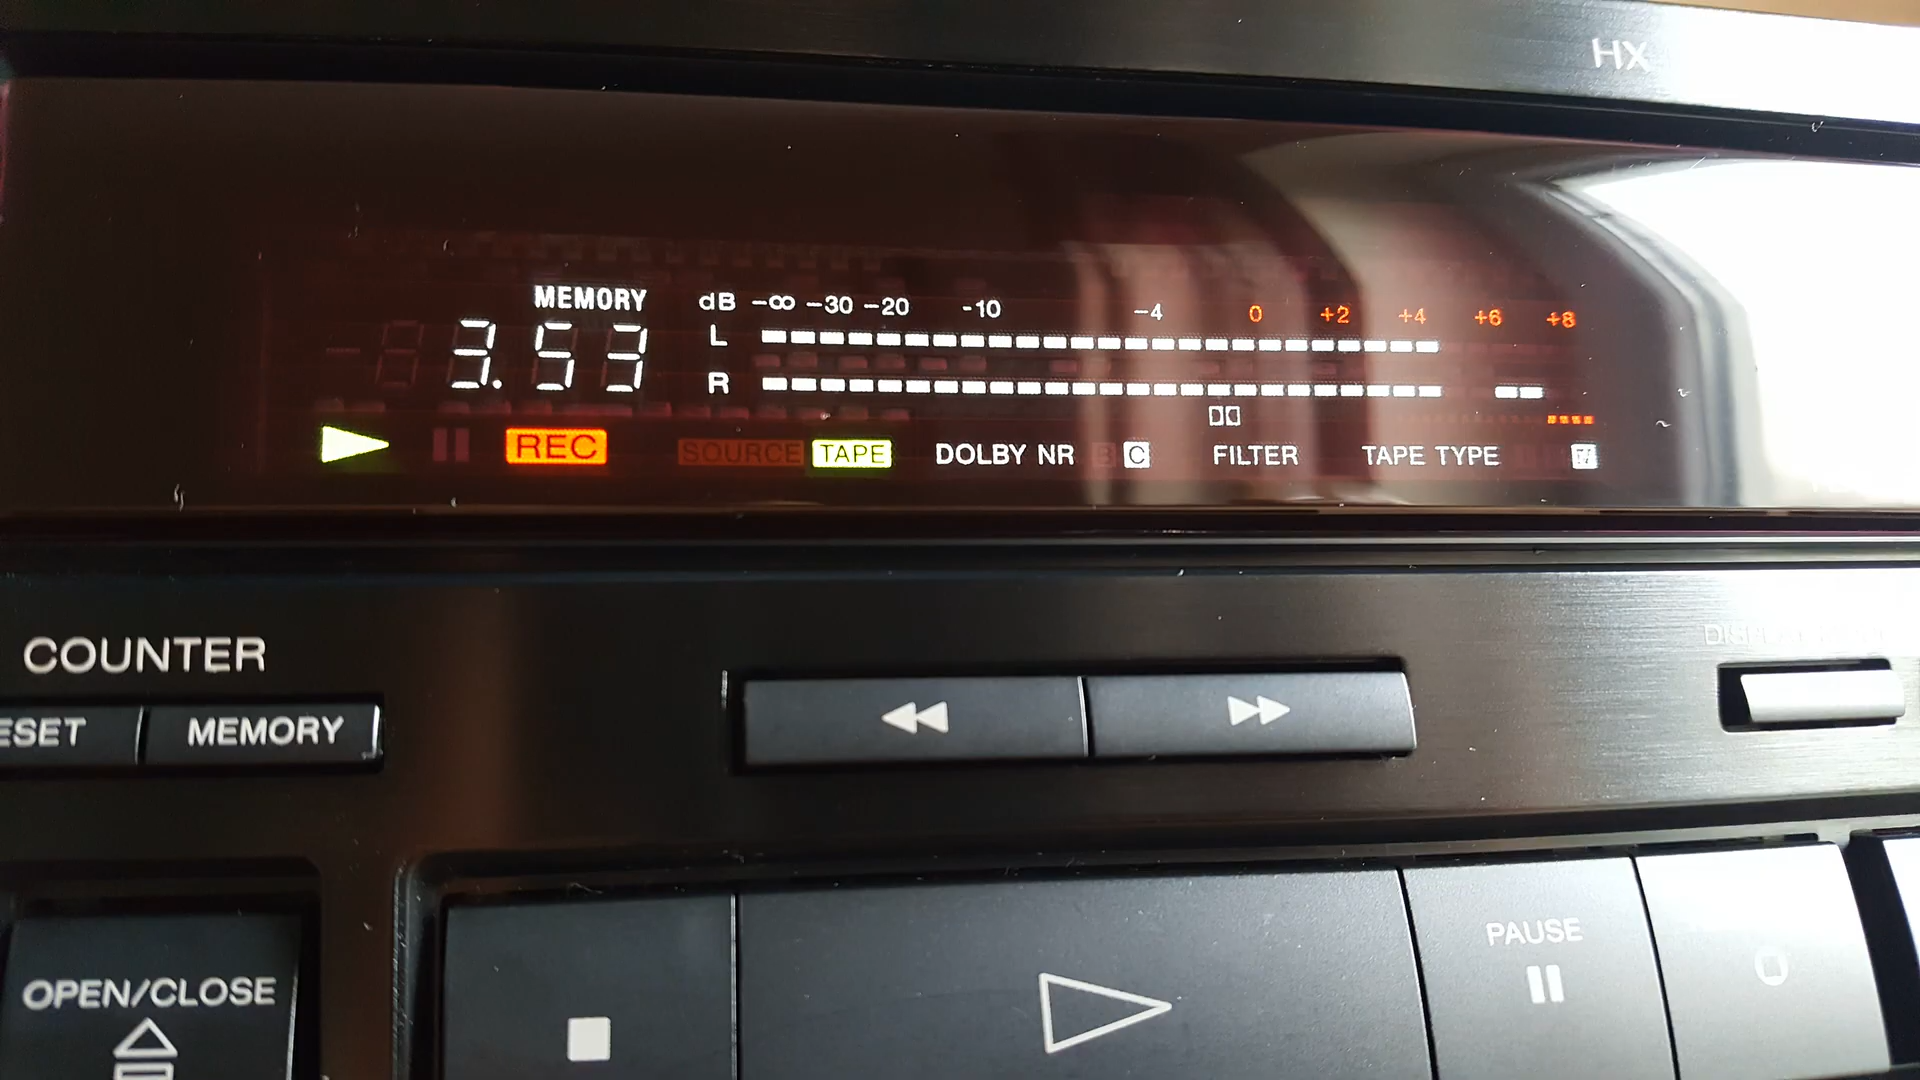 HX
MEMORY
dB -∞ -30 -20 -10 -4 0 +2 +4 +6 +8
3.53
L
R
REC SOURCE TAPE DOLBY NR B C FILTER TAPE TYPE IV
COUNTER
ESET MEMORY
PAUSE
OPEN/CLOSE